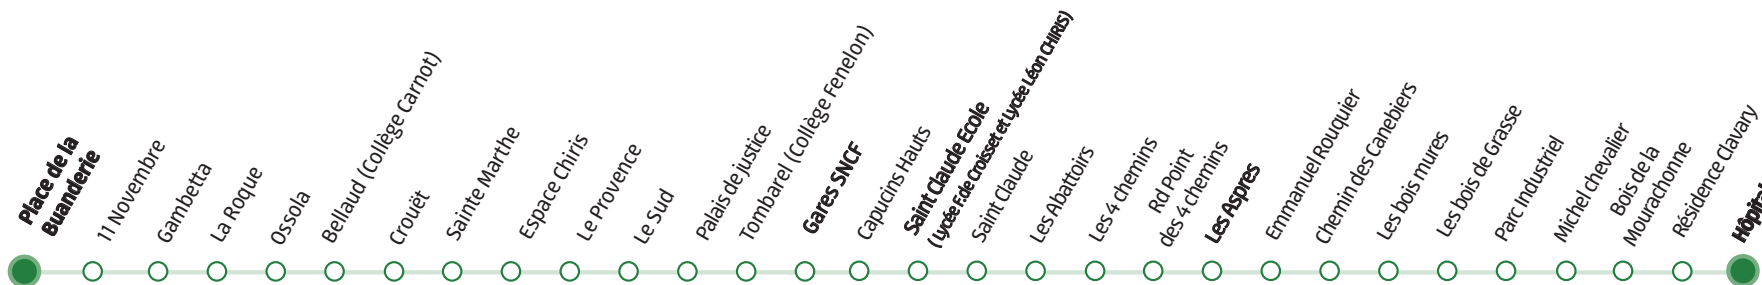 Place de la
Buanderie
11 Novembre
Gambetta
La Roque
Ossola
Bellaud (Collège Carnot)
Crouët
Sainte Marthe
Espace Chiris
Le Provence
Le Sud
Palais de justice
Tombarel (Collège Fenelon)
Gares SNCF
Capucins Hauts
Saint Claude Ecole
(Lycée F.de Croisset et Lycée Léon CHIRIS)
Saint Claude
Les Abattoirs
Les 4 chemins
Rd Point
des 4 chemins
Les Aspres
Emmanuel Rouquier
Chemin des Canebiers
Les bois mures
Les bois de Grasse
Parc Industriel
Michel chevalier
Bois de la
Mourachonne
Résidence Clavary